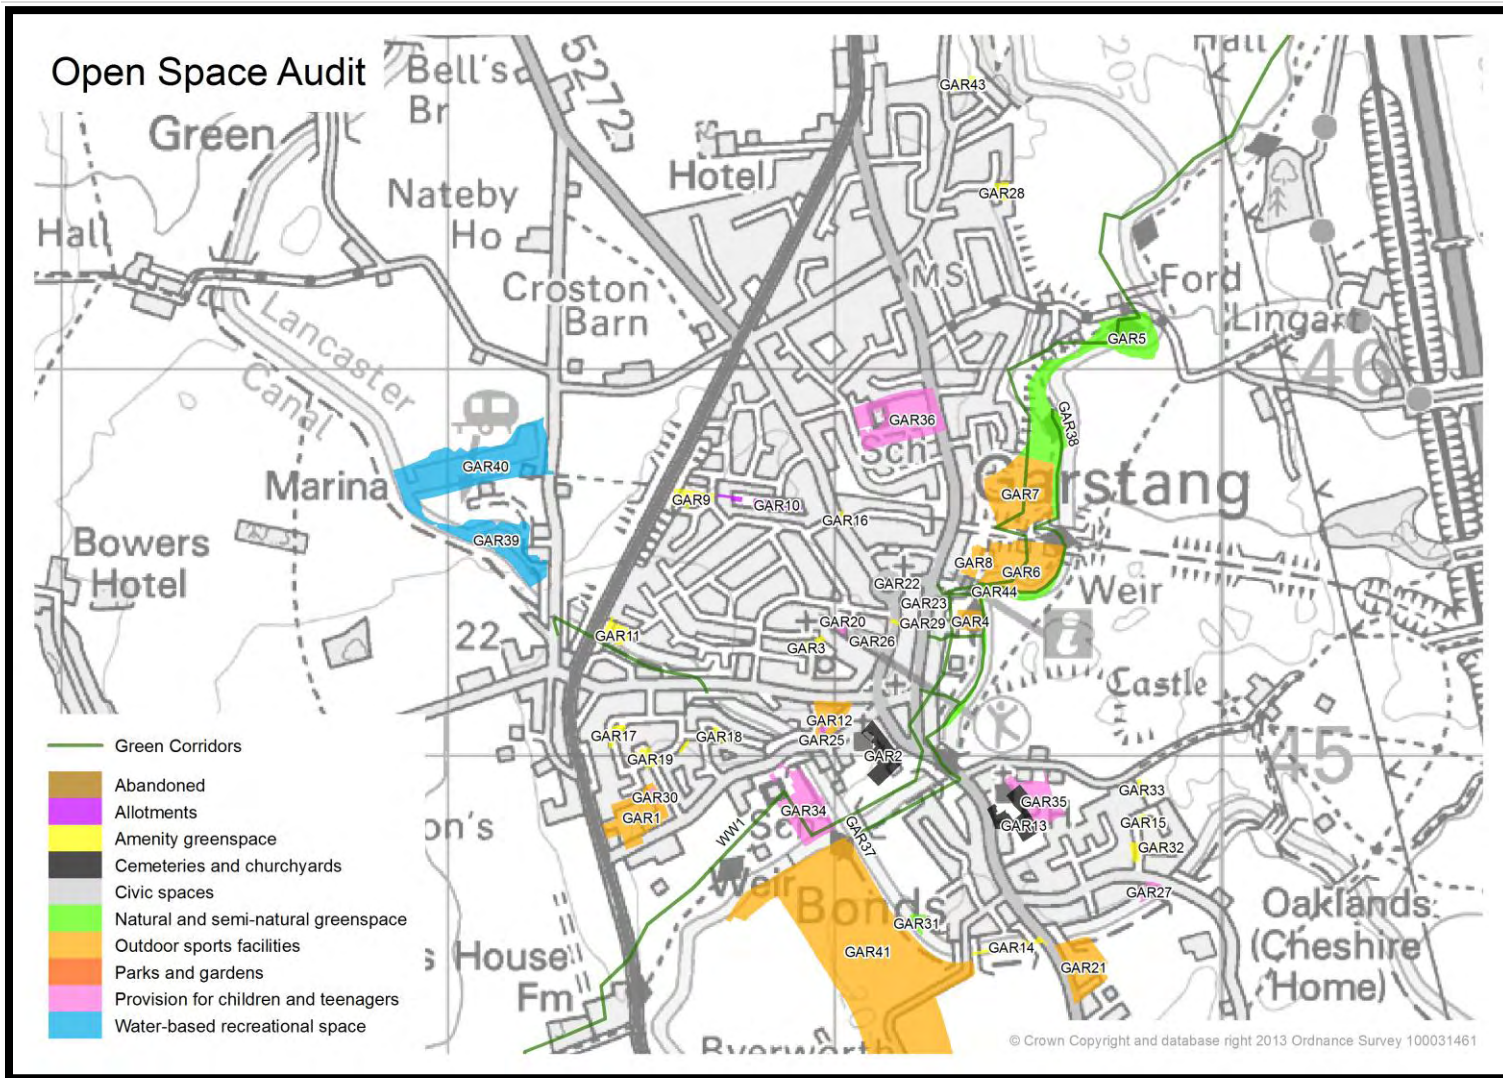 Open Space Audit
Bell's
Br
5272
Hall
GAR43
Green
Hotel
Nateby
Ho
GAR28
Hall
MS
Ford
Croston
Barn
Lingart
Lancaster
Canal
GAR5
46
GAR36
Sch
GAR38
GAR40
Marina
GAR9
GAR10
GAR7
Garstang
GAR16
GAR39
Bowers
Hotel
GAR8
GAR6
GAR22
GAR44
Weir
GAR23
GAR20
GAR29
GAR4
22
GAR11
GAR3
GAR26
Castle
GAR12
GAR17
GAR18
GAR25
GAR2
45
GAR19
GAR33
GAR30
GAR34
GAR35
GAR1
GAR13
GAR15
WW1
GAR37
GAR32
on's
Weir
GAR27
Bonds
GAR31
Oaklands
(Cheshire
Home)
GAR41
GAR14
GAR21
s House
Fm
Byerworth
Green Corridors
Abandoned
Allotments
Amenity greenspace
Cemeteries and churchyards
Civic spaces
Natural and semi-natural greenspace
Outdoor sports facilities
Parks and gardens
Provision for children and teenagers
Water-based recreational space
© Crown Copyright and database right 2013 Ordnance Survey 100031461